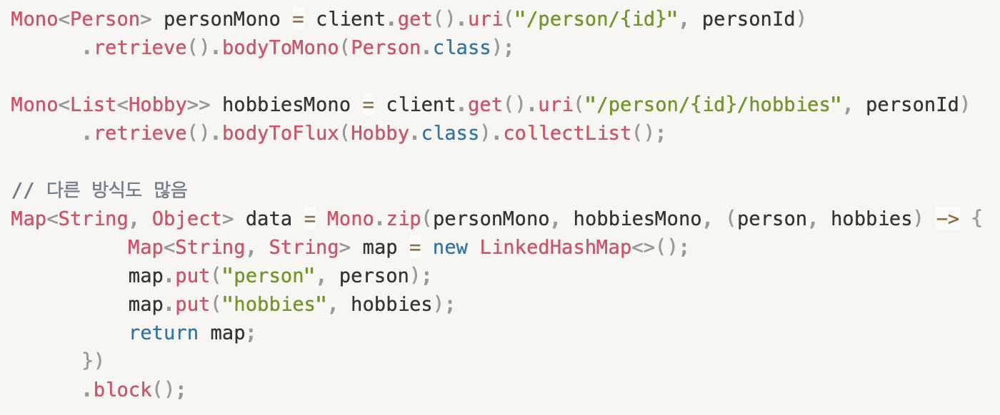 Mono<Person> personMono = client.get().uri("/person/{id}", personId)
.retrieve().bodyToMono(Person.class);
Mono<List<Hobby>> hobbiesMono = client.get().uri("/person/{id}/hobbies", personId)
.retrieve().bodyToFlux(Hobby.class).collectList();
// 다른 방식도 많음
Map<String, Object> data = Mono.zip(personMono, hobbiesMono, (person, hobbies) -> {
Map<String, String> map = new LinkedHashMap<>();
map.put("person", person);
map.put("hobbies", hobbies);
return map;
})
.block();